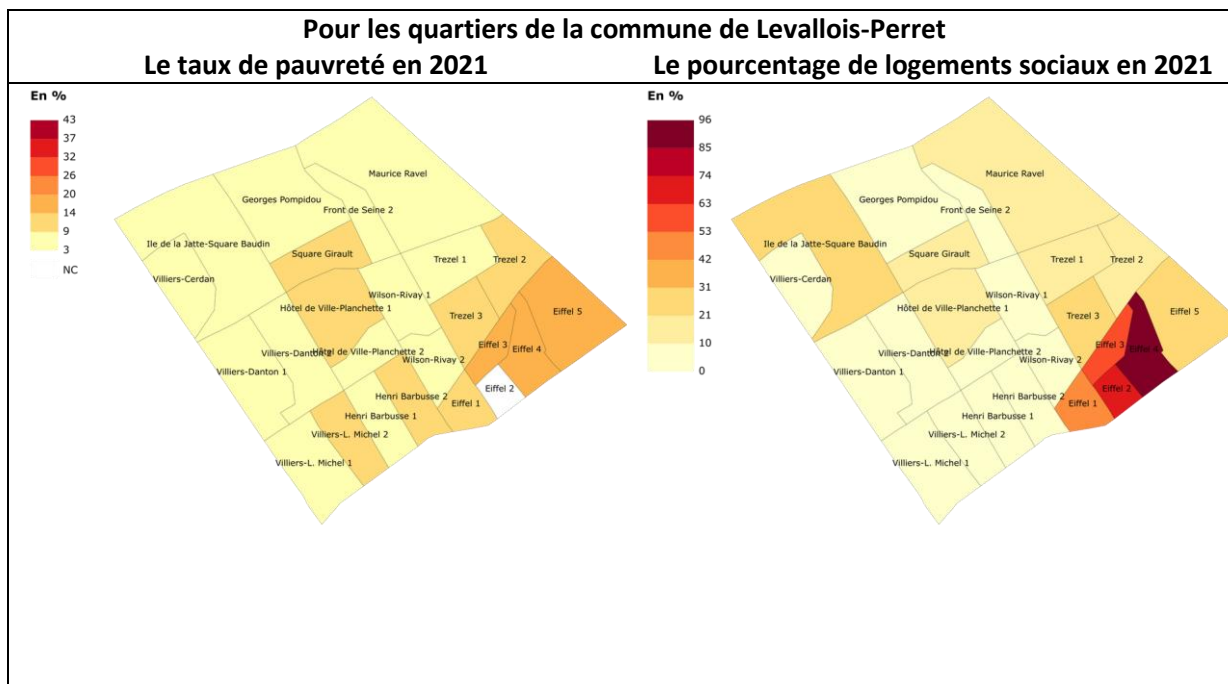 Pour les quartiers de la commune de Levallois-Perret
Le taux de pauvreté en 2021
Le pourcentage de logements sociaux en 2021
En %
43
37
32
26
20
14
9
3
NC
Maurice Ravel
Georges Pompidou
Front de Seine 2
Ile de la Jatte-Square Baudin
Square Girault
Trezel 1
Trezel 2
Villiers-Cerdan
Wilson-Rivay 1
Hôtel de Ville-Planchette 1
Eiffel 5
Trezel 3
Eiffel 3
Eiffel 4
Villiers-Danton 2
Hôtel de Ville-Planchette 2
Wilson-Rivay 2
Villiers-Danton 1
Eiffel 2
Henri Barbusse 2
Eiffel 1
Henri Barbusse 1
Villiers-L. Michel 2
Villiers-L. Michel 1
En %
96
85
74
63
53
42
31
21
10
0
Maurice Ravel
Georges Pompidou
Front de Seine 2
Ile de la Jatte-Square Baudin
Square Girault
Trezel 1
Trezel 2
Villiers-Cerdan
Wilson-Rivay 1
Hôtel de Ville-Planchette 1
Eiffel 5
Trezel 3
Eiffel 3
Eiffel 4
Villiers-Danton 2
Hôtel de Ville-Planchette 2
Wilson-Rivay 2
Villiers-Danton 1
Eiffel 2
Henri Barbusse 2
Eiffel 1
Henri Barbusse 1
Villiers-L. Michel 2
Villiers-L. Michel 1